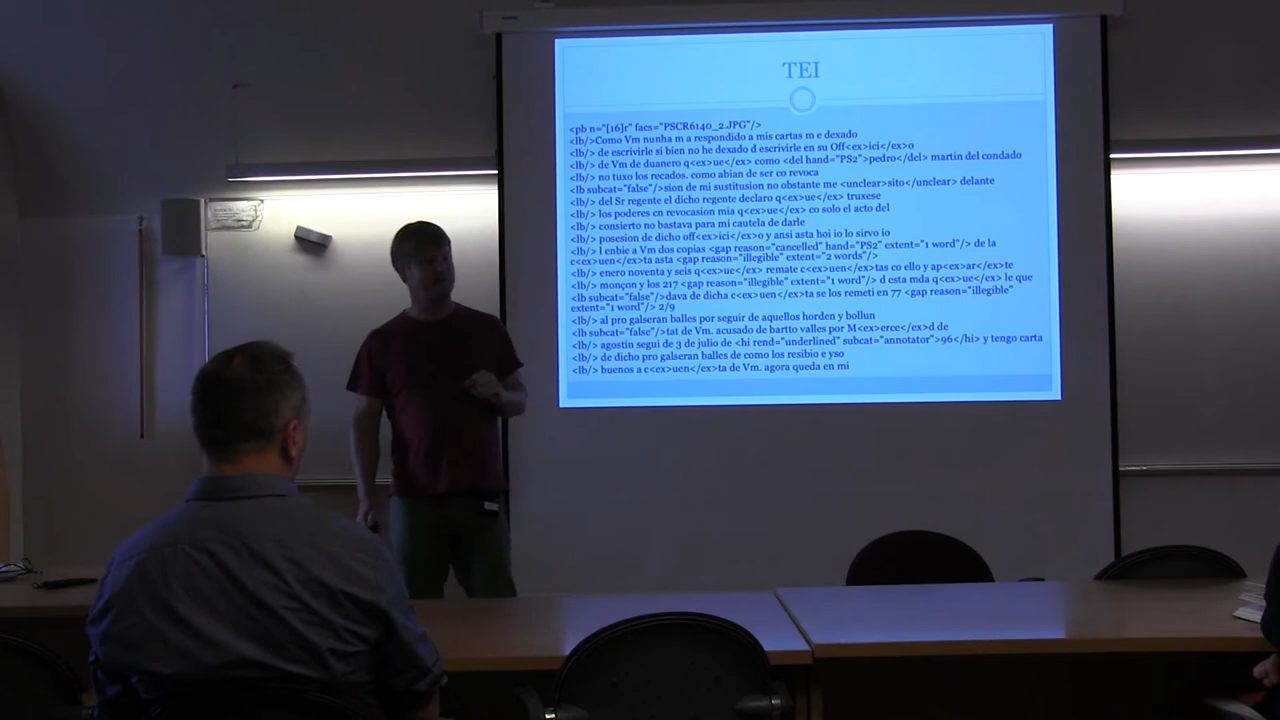 TEI
<pb n="[16]r" facs="PSCR6140_2.JPG"/>
<lb/>Como Vm nunha m a respondido a mis cartas m e dexado
<lb/> de escrivirle si bien no he dexado d escrivirle en su Off<ex>ici</ex>o
<lb/> de Vm de duanero q<ex>ue</ex> como <del hand="PS2">pedro</del> martin del condado
<lb/> no tuxo los recados. como abian de ser co revoca
<lb subcat="false"/>sion de mi sustitusion no obstante me <unclear>sito</unclear> delante
<lb/> del Sr regente el dicho regente declaro q<ex>ue</ex> truxese
<lb/> los poderes en revocasion mia q<ex>ue</ex> co solo el acto del
<lb/> consierto no bastava para mi cautela de darle
<lb/> posesion de dicho off<ex>ici</ex>o y ansi asta hoi io lo sirvo io
<lb/> l enbie a Vm dos copias <gap reason="cancelled" hand="PS2" extent="1 word"/> de la
c<ex>uen</ex>ta asta <gap reason="illegible" extent="2 words"/>
<lb/> enero noventa y seis q<ex>ue</ex> remate c<ex>uen</ex>tas co ello y ap<ex>ar</ex>te
<lb/> monçon y los 217 <gap reason="illegible" extent="1 word"/> d esta mda q<ex>ue</ex> le que
<lb subcat="false"/>dava de dicha c<ex>uen</ex>ta se los remeti en 77 <gap reason="illegible"
extent="1 word"/> 2/9
<lb/> al pro galseran balles por seguir de aquellos horden y bollun
<lb subcat="false"/>tat de Vm. acusado de bartto valles por M<ex>erce</ex>d de
<lb/> agostin segui de 3 de julio de <hi rend="underlined" subcat="annotator">96</hi> y tengo carta
<lb/> de dicho pro galseran balles de como los resibio e yso
<lb/> buenos a c<ex>uen</ex>ta de Vm. agora queda en mi